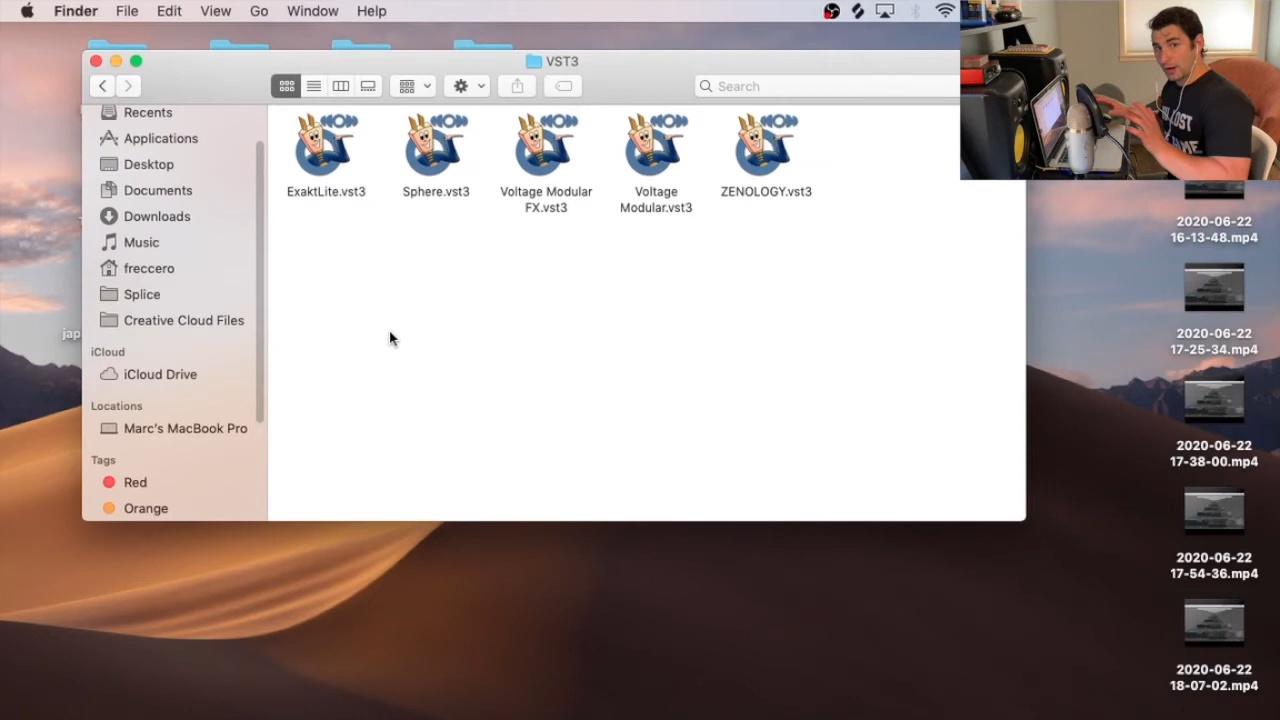 Finder File Edit View Go Window Help
VST3
Search
Recents
Applications
Desktop
Documents
Downloads
Music
freccero
Splice
Creative Cloud Files
iCloud
iCloud Drive
Locations
Marc's MacBook Pro
Tags
Red
Orange
ExaktLite.vst3
Sphere.vst3
Voltage Modular
FX.vst3
Voltage
Modular.vst3
ZENOLOGY.vst3
jap
2020-06-22
16-13-48.mp4
2020-06-22
17-25-34.mp4
2020-06-22
17-38-00.mp4
2020-06-22
17-54-36.mp4
2020-06-22
18-07-02.mp4